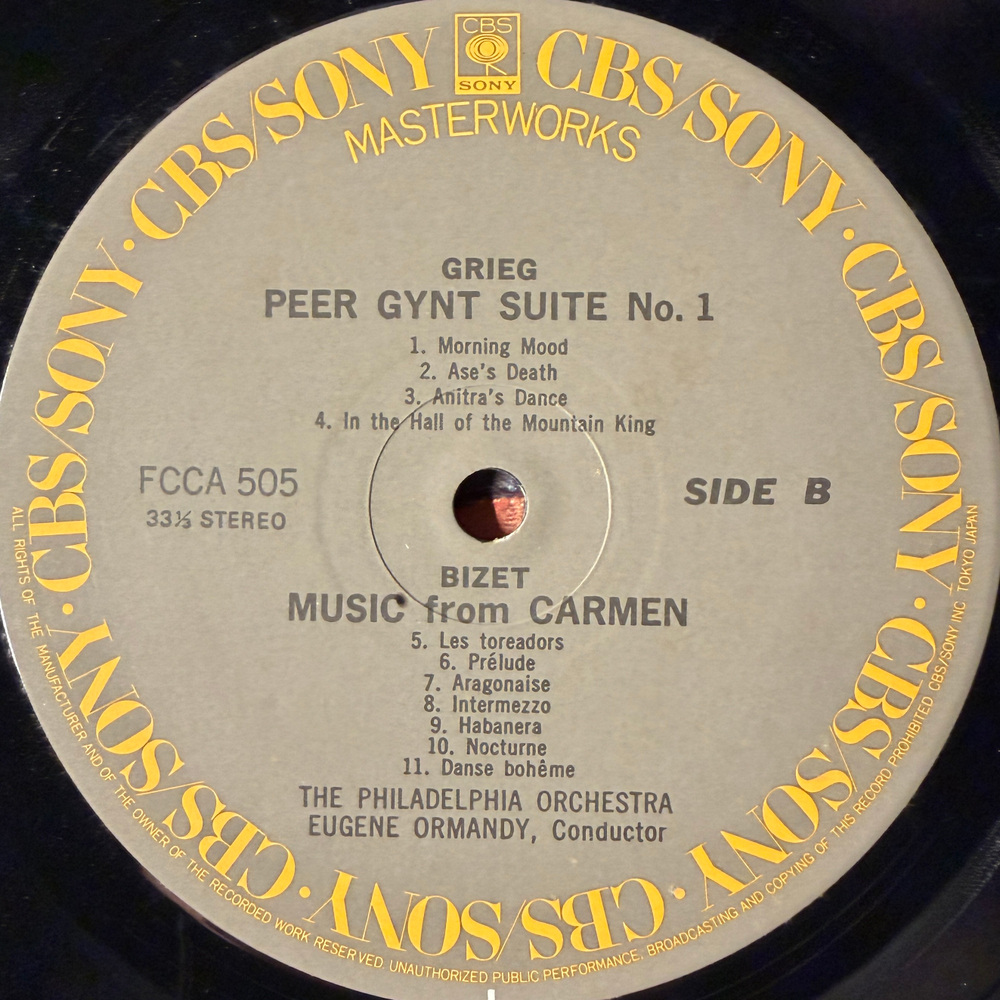 CBS
SONY
CBS/SONY · CBS/SONY · CBS/SONY · CBS/SONY · CBS/SONY · CBS/SONY · CBS/SONY · CBS/SONY
MASTERWORKS
GRIEG
PEER GYNT SUITE No. 1
1. Morning Mood
2. Ase's Death
3. Anitra's Dance
4. In the Hall of the Mountain King
FCCA 505
33⅓ STEREO
SIDE B
BIZET
MUSIC from CARMEN
5. Les toreadors
6. Prélude
7. Aragonaise
8. Intermezzo
9. Habanera
10. Nocturne
11. Danse bohême
THE PHILADELPHIA ORCHESTRA
EUGENE ORMANDY, Conductor
ALL RIGHTS OF THE MANUFACTURER AND OF THE OWNER OF THE RECORDED WORK RESERVED. UNAUTHORIZED PUBLIC PERFORMANCE, BROADCASTING AND COPYING OF THIS RECORD PROHIBITED CBS/SONY INC TOKYO JAPAN